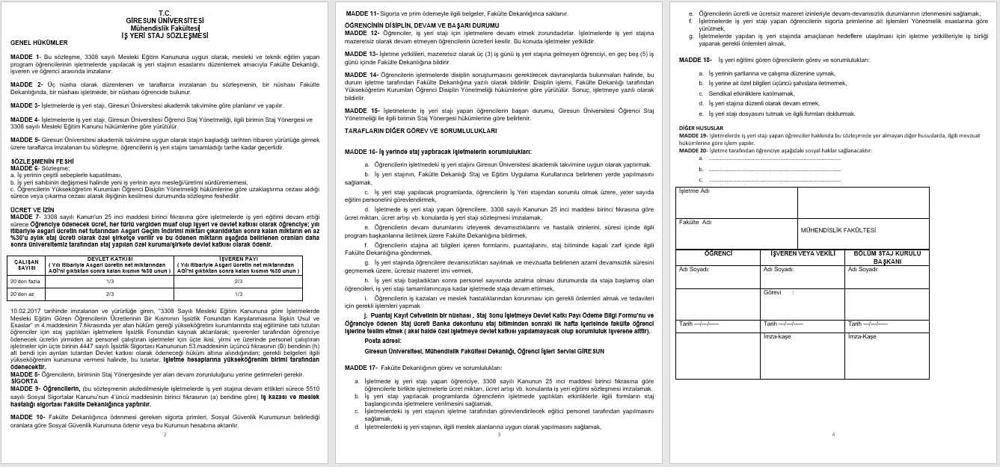 T.C.
GİRESUN ÜNİVERSİTESİ
Mühendislik Fakültesi
İŞ YERİ STAJ SÖZLEŞMESİ
GENEL HÜKÜMLER
MADDE 1- Bu sözleşme, 3308 sayılı Mesleki Eğitim Kanununa uygun olarak, mesleki ve teknik eğitim yapan
program öğrencilerinin işletmelerde yapılacak iş yeri stajının esaslarını düzenlemek amacıyla Fakülte Dekanlığı,
işveren ve öğrenci arasında imzalanır.
MADDE 2- Üç nüsha olarak düzenlenen ve taraflarca imzalanan bu sözleşmenin, bir nüshası Fakülte
Dekanlığında, bir nüshası işletmede, bir nüshası öğrencide bulunur.
MADDE 3- İşletmelerde iş yeri stajı, Giresun Üniversitesi akademik takvimine göre planlanır ve yapılır.
MADDE 4- İşletmelerde iş yeri stajı, Giresun Üniversitesi Öğrenci Staj Yönetmeliği, ilgili birimin Staj Yönergesi ve
3308 sayılı Mesleki Eğitim Kanunu hükümlerine göre yürütülür.
MADDE 5- Giresun Üniversitesi akademik takvimine uygun olarak stajın başladığı tarihten itibaren yürürlüğe girmek
üzere taraflarca imzalanan bu sözleşme, öğrencilerin iş yeri stajını tamamladığı tarihe kadar geçerlidir.
SÖZLEŞMENİN FESHİ
MADDE 6- Sözleşme;
a. İş yerinin çeşitli sebeplerle kapatılması,
b. İş yeri sahibinin değişmesi halinde yeni iş yerinin aynı mesleği/üretimi sürdürememesi,
c. Öğrencilerin Yükseköğretim Kurumları Öğrenci Disiplin Yönetmeliği hükümlerine göre uzaklaştırma cezası aldığı
sürece veya çıkarma cezası alarak ilişiğinin kesilmesi durumunda sözleşme feshedilir.
ÜCRET VE İZİN
MADDE 7- 3308 sayılı Kanun'un 25 inci maddesi birinci fıkrasına göre işletmelerde iş yeri eğitimi devam ettiği
sürece Öğrenciye ödenecek ücret, her türlü vergiden muaf olup işyeri ve devlet katkısı olarak öğrenciye; yılı
itibariyle asgari ücretin net tutarından Asgari Geçim İndirimi miktarı çıkarıldıktan sonra kalan miktarın en az
%30'u aylık staj ücreti olarak özel şirketçe verilir ve bu ödenen miktarın aşağıda belirlenen oranları daha
sonra üniversitemiz tarafından staj yapılan özel kuruma/şirkete devlet katkısı olarak ödenir.
ÇALIŞAN SAYISI
DEVLET KATKISI
( Yılı itibariyle Asgari ücretin net miktarından
AGİ'ni çıktıktan sonra kalan kısmın %30 unun )
İŞVEREN PAYI
( Yılı itibariyle Asgari ücretin net miktarından
AGİ'ni çıktıktan sonra kalan kısmın %30 unun )
20'den fazla 1/3 2/3
20'den az 2/3 1/3
10.02.2017 tarihinde imzalanan ve yürürlüğe giren, "3308 Sayılı Mesleki Eğitim Kanununa göre İşletmelerde
Mesleki Eğitim Gören Öğrencilerin Ücretlerinin Bir Kısmının İşsizlik Fonundan Karşılanmasına İlişkin Usul ve
Esaslar" ın 4.maddesinin 7.fıkrasında yer alan hüküm gereği yükseköğretim kurumlarında staj eğitimine tabi tutulan
öğrenciler için staj yaptıkları işletmelere İşsizlik Fonundan kaynak aktarılarak; işverenler tarafından öğrenciye
ödenecek ücretin yirmiden az personel çalıştıran işletmeler için üçte ikisi, yirmi ve üzerinde personel çalıştıran
işletmeler için üçte birinin 4447 sayılı İşsizlik Sigortası Kanununun 53.maddesinin üçüncü fıkrasının (B) bendinin (h)
alt bendi için ayrılan tutardan Devlet katkısı olarak ödeneceği hüküm altına alındığından; gerekli belgeleri ilgili
yükseköğrenim kurumuna vermesi halinde, bu tutarlar, işletme hesaplarına yükseköğrenim birimi tarafından
ödenecektir.
MADDE 8- Öğrencilerin, biriminin Staj Yönergesinde yer alan devam zorunluluğunu yerine getirmeleri gerekir.
SİGORTA
MADDE 9- Öğrencilerin, (bu sözleşmenin akdedilmesiyle işletmelerde iş yeri stajına devam ettikleri sürece 5510
sayılı Sosyal Sigortalar Kanunu'nun 4'üncü maddesinin birinci fıkrasının (a) bendine göre) iş kazası ve meslek
hastalığı sigortası Fakülte Dekanlığınca yaptırılır.
MADDE 10- Fakülte Dekanlığınca ödenmesi gereken sigorta primleri, Sosyal Güvenlik Kurumunun belirlediği
oranlara göre Sosyal Güvenlik Kurumuna ödenir veya bu Kurumun hesabına aktarılır.
2
MADDE 11- Sigorta ve prim ödemeyle ilgili belgeler, Fakülte Dekanlığınca saklanır.
ÖĞRENCİNİN DİSİPLİN, DEVAM VE BAŞARI DURUMU
MADDE 12- Öğrenciler, iş yeri stajı için işletmelere devam etmek zorundadırlar. İşletmelerde iş yeri stajına
mazeretsiz olarak devam etmeyen öğrencilerin ücretleri kesilir. Bu konuda işletmeler yetkilidir.
MADDE 13- İşletme yetkilileri, mazeretsiz olarak üç (3) iş günü iş yeri stajına gelmeyen öğrenciyi, en geç beş (5) iş
günü içinde Fakülte Dekanlığına bildirir.
MADDE 14- Öğrencilerin işletmelerde disiplin soruşturmasını gerektirecek davranışlarda bulunmaları halinde, bu
durum işletme tarafından Fakülte Dekanlığına yazılı olarak bildirilir. Disiplin işlemi, Fakülte Dekanlığı tarafından
Yükseköğretim Kurumları Öğrenci Disiplin Yönetmeliği hükümlerine göre yürütülür. Sonuç, işletmeye yazılı olarak
bildirilir.
MADDE 15- İşletmelerde iş yeri stajı yapan öğrencilerin başarı durumu, Giresun Üniversitesi Öğrenci Staj
Yönetmeliği ile ilgili birimin Staj Yönergesi hükümlerine göre belirlenir.
TARAFLARIN DİĞER GÖREV VE SORUMLULUKLARI
MADDE 16- İş yerinde staj yaptıracak işletmelerin sorumlulukları:
a. Öğrencilerin işletmedeki iş yeri stajını Giresun Üniversitesi akademik takvimine uygun olarak yaptırmak.
b. İş yeri stajının, Fakülte Dekanlığı Staj ve Eğitim Uygulama Kurullarınca belirlenen yerde yapılmasını
sağlamak,
c. İş yeri stajı yapılacak programlarda, öğrencilerin İş Yeri stajından sorumlu olmak üzere, yeter sayıda
eğitim personelini görevlendirmek,
d. İşletmede iş yeri stajı yapan öğrencilere, 3308 sayılı Kanunun 25 inci maddesi birinci fıkrasına göre
ücret miktarı, ücret artışı vb. konularda iş yeri stajı sözleşmesi imzalamak,
e. Öğrencilerin devam durumlarını izleyerek devamsızlıklarını ve hastalık izinlerini, süresi içinde ilgili
program başkanlarına iletilmek üzere Fakülte Dekanlığına bildirmek,
f. Öğrencilerin stajına ait bilgileri içeren formlarını, puantajlarını, staj bitiminde kapalı zarf içinde ilgili
Fakülte Dekanlığına göndermek,
g. İş yeri stajında öğrencilere devamsızlıktan sayılmak ve mevzuatla belirlenen azami devamsızlık süresini
geçmemek üzere, ücretsiz mazeret izni vermek,
h. İş yeri stajı başladıktan sonra personel sayısında azalma olması durumunda da staja başlamış olan
öğrencileri, iş yeri stajı tamamlanıncaya kadar işletmede staja devam ettirmek,
i. Öğrencilerin iş kazaları ve meslek hastalıklarından korunması için gerekli önlemleri almak ve tedavileri
için gerekli işlemleri yapmak.
j. Puantaj Kayıt Cetvelinin bir nüshası , Staj Sonu İşletmeye Devlet Katkı Payı Ödeme Bilgi Formu'nu ve
Öğrenciye Ödenen Staj ücreti Banka dekontunu staj bitiminden sonraki ilk hafta içerisinde fakülte öğrenci
işlerine teslim etmek ( aksi halde özel işletmeye devlet katkısı yapılamayacak olup sorumluluk işverene aittir).
Posta adresi:
Giresun Üniversitesi, Mühendislik Fakültesi Dekanlığı, Öğrenci İşleri Servisi GİRESUN
MADDE 17- Fakülte Dekanlığının görev ve sorumlulukları:
a. İşletmede iş yeri stajı yapan öğrenciye, 3308 sayılı Kanunun 25 inci maddesi birinci fıkrasına göre
öğrencilerle birlikte işletmelerle ücret miktarı, ücret artışı vb. konularda iş yeri eğitimi sözleşmesi imzalamak.
b. İş yeri stajı yapılacak programlarda öğrencilerin işletmede yaptıkları etkinliklerle ilgili formların staj
başlangıcında işletmelere verilmesini sağlamak,
c. İşletmelerdeki iş yeri stajının işletme tarafından görevlendirilecek eğitici personel tarafından yapılmasını
sağlamak,
d. İşletmelerdeki iş yeri stajının, ilgili meslek alanlarına uygun olarak yapılmasını sağlamak,
3
e. Öğrencilerin ücretli ve ücretsiz mazeret izinleriyle devam-devamsızlık durumlarının izlenmesini sağlamak,
f. İşletmelerde iş yeri stajı yapan öğrencilerin sigorta primlerine ait işlemleri Yönetmelik esaslarına göre
yürütmek,
g. İşletmelerde yapılan iş yeri stajında amaçlanan hedeflere ulaşılması için işletme yetkilileriyle iş birliği
yaparak gerekli önlemleri almak,
MADDE 18- İş yeri eğitimi gören öğrencilerin görev ve sorumlulukları:
a. İş yerinin şartlarına ve çalışma düzenine uymak,
b. İş yerine ait özel bilgileri üçüncü şahıslara iletmemek,
c. Sendikal etkinliklere katılmamak,
d. İş yeri stajına düzenli olarak devam etmek,
e. İş yeri stajı dosyasını tutmak ve ilgili formları doldurmak.
DİĞER HUSUSLAR
MADDE 19- İşletmelerde iş yeri stajı yapan öğrenciler hakkında bu sözleşmede yer almayan diğer hususlarda, ilgili mevzuat
hükümlerine göre işlem yapılır.
MADDE 20- İşletme tarafından öğrenciye aşağıdaki sosyal haklar sağlanacaktır:
a. ........................................................................
b. ........................................................................
c. ........................................................................
İşletme Adı
Fakülte Adı
MÜHENDİSLİK FAKÜLTESİ
ÖĞRENCİ
İŞVEREN VEYA VEKİLİ
BÖLÜM STAJ KURULU
BAŞKANI
Adı Soyadı: Adı Soyadı: Adı Soyadı:
Görevi :
Tarih ---/---/----- Tarih ---/---/----- Tarih ---/---/-----
İmza-kaşe İmza-Kaşe
4